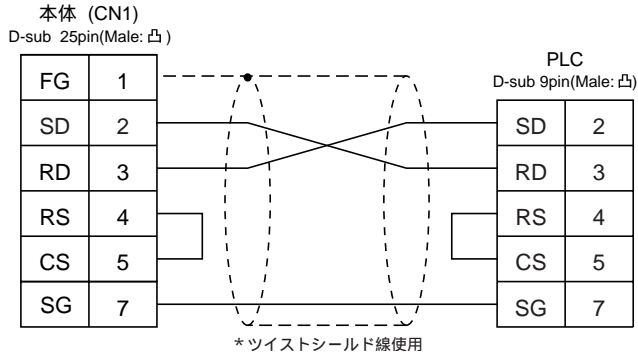 本体 (CN1)
D-sub 25pin(Male: 凸)
FG 1
SD 2
RD 3
RS 4
CS 5
SG 7
PLC
D-sub 9pin(Male: 凸)
SD 2
RD 3
RS 4
CS 5
SG 7
*ツイストシールド線使用